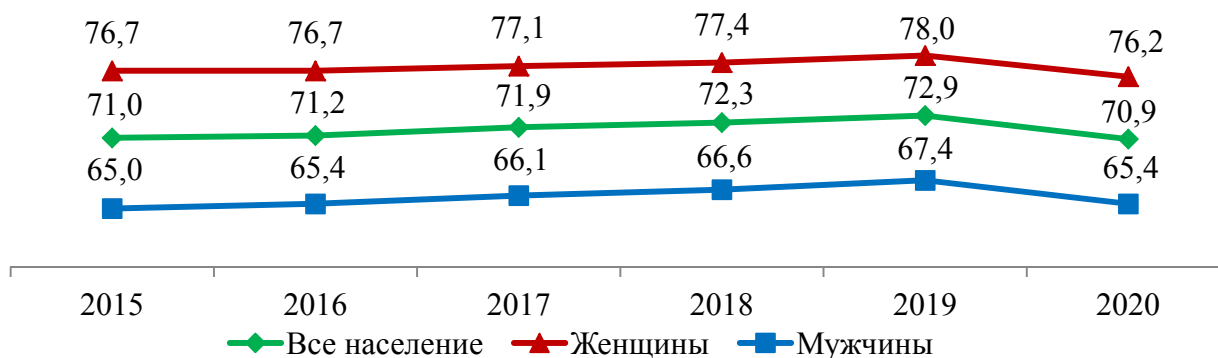 76,7 76,7 77,1 77,4 78,0 76,2
71,0 71,2 71,9 72,3 72,9 70,9
65,0 65,4 66,1 66,6 67,4 65,4
2015 2016 2017 2018 2019 2020
Все население Женщины Мужчины